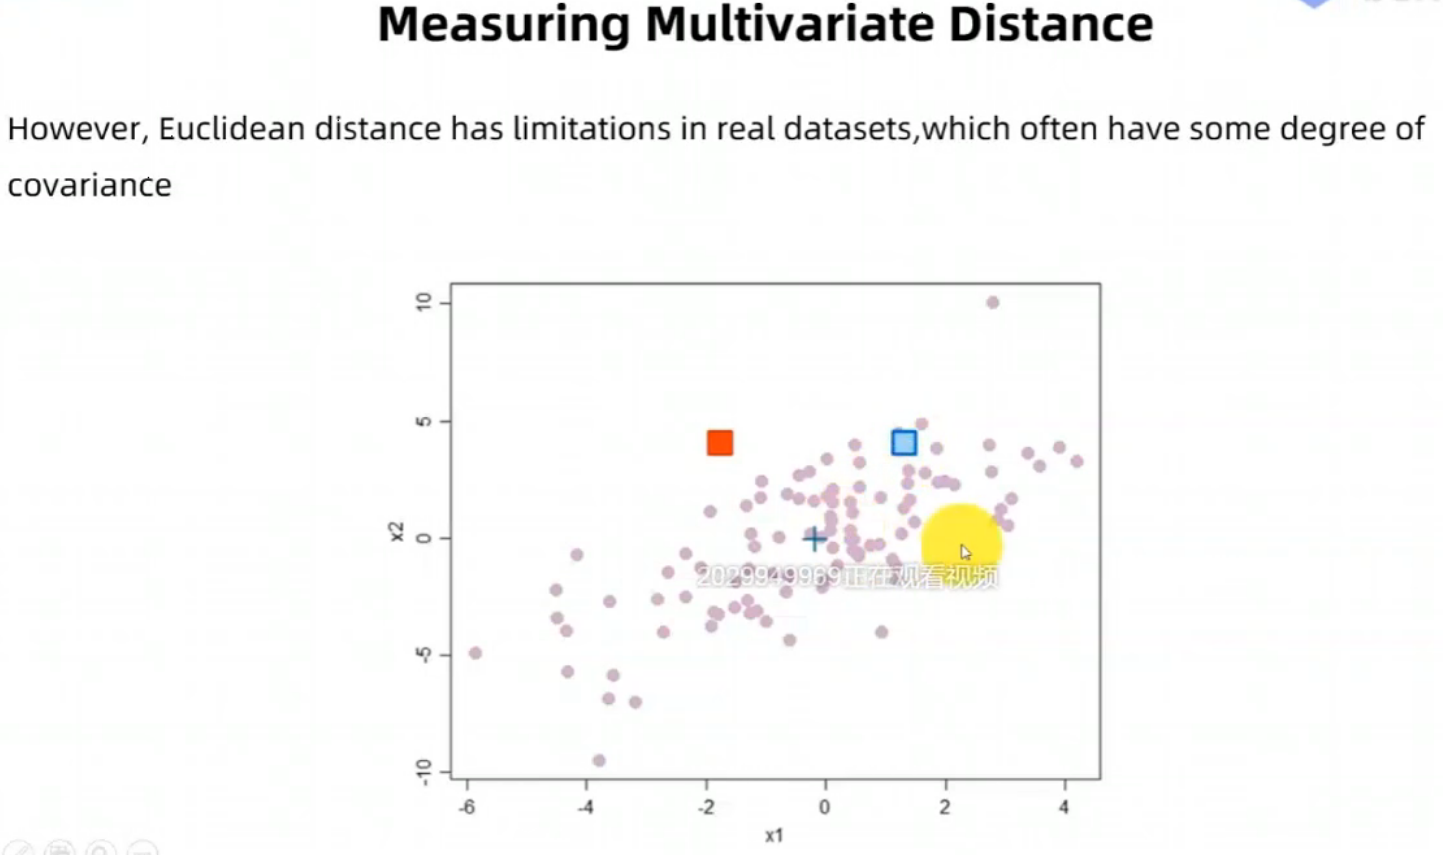 Measuring Multivariate Distance
However, Euclidean distance has limitations in real datasets,which often have some degree of
covariance
10
5
0
-5
-10
x2
2029949969正在观看视频
-6 -4 -2 0 2 4
x1